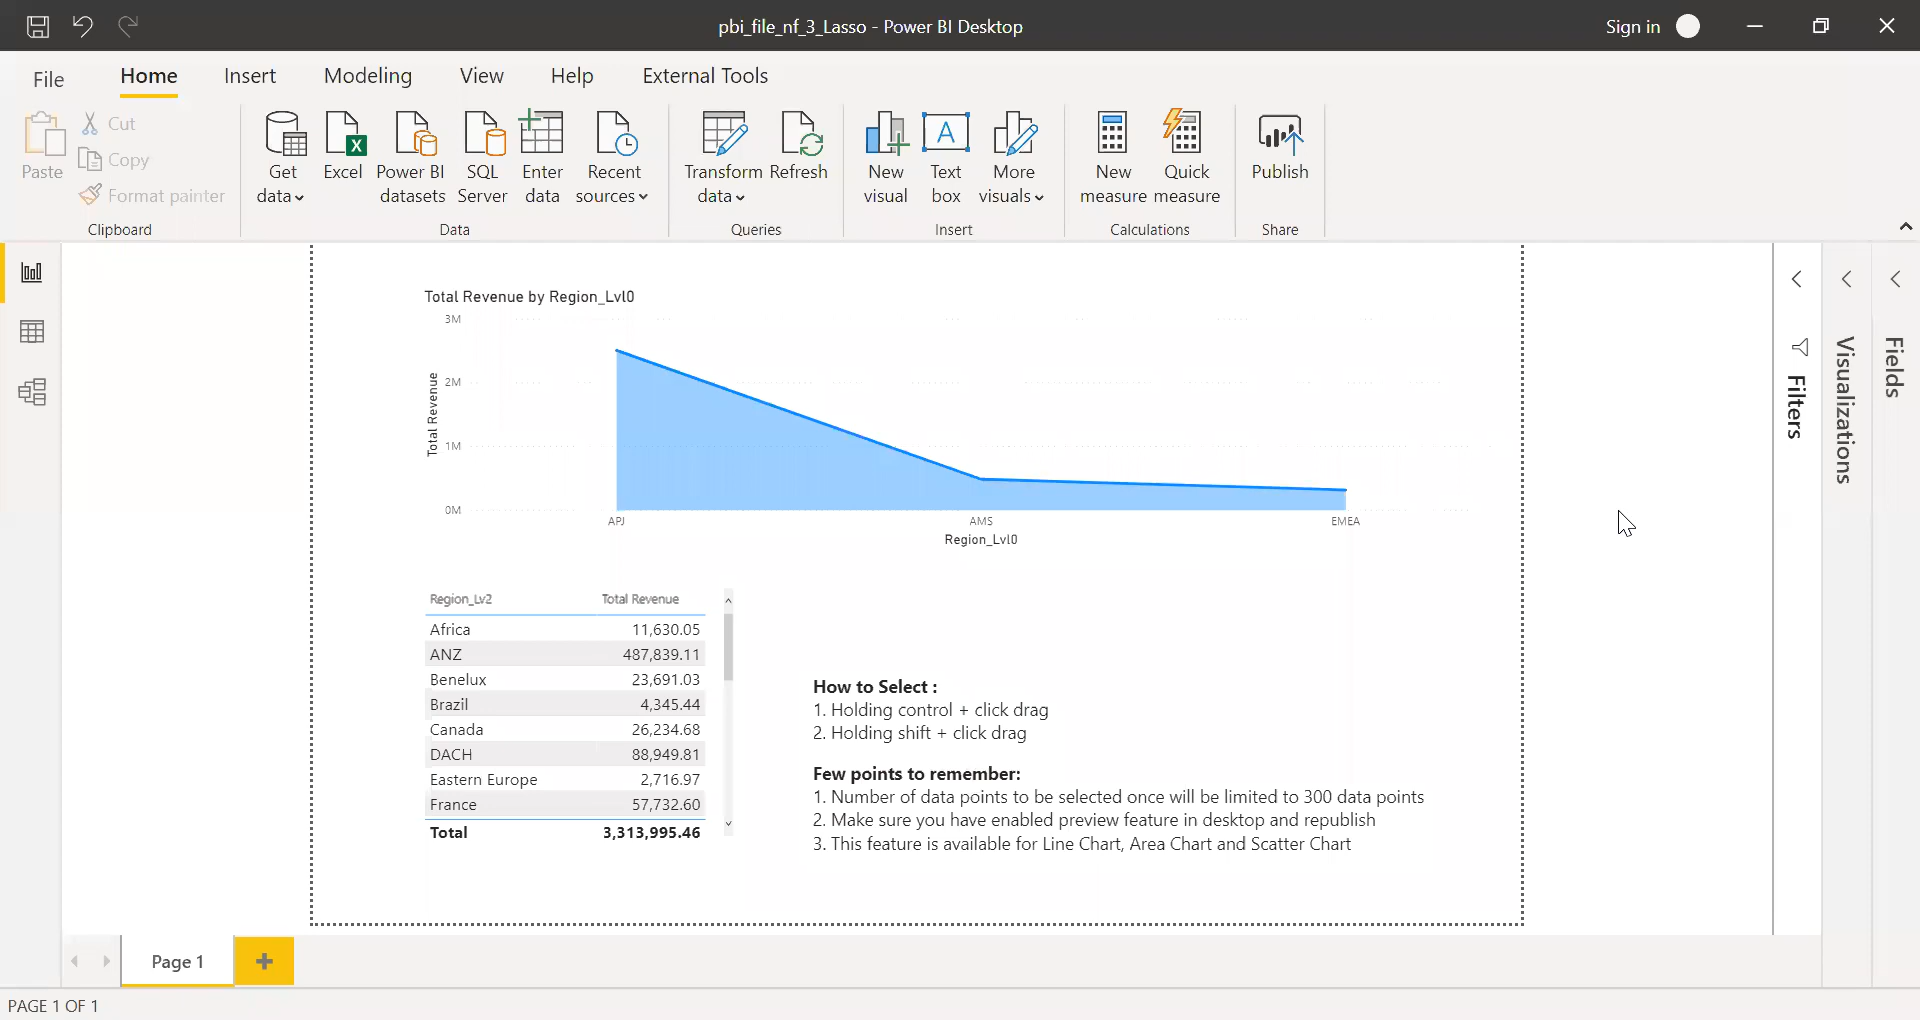 pbi_file_nf_3_Lasso - Power BI Desktop
Sign in
File Home Insert Modeling View Help External Tools
Paste
Cut
Copy
Format painter
Clipboard
Get data
Excel
Power BI datasets
SQL Server
Enter data
Recent sources
Data
Transform data
Refresh
Queries
New visual
A
Text box
More visuals
Insert
New measure
Quick measure
Calculations
Publish
Share
Total Revenue by Region_Lvl0
3M
2M
1M
0M
Total Revenue
APJ AMS EMEA
Region_Lvl0
Region_Lv2 Total Revenue
Africa 11,630.05
ANZ 487,839.11
Benelux 23,691.03
Brazil 4,345.44
Canada 26,234.68
DACH 88,949.81
Eastern Europe 2,716.97
France 57,732.60
Total 3,313,995.46
How to Select :
1. Holding control + click drag
2. Holding shift + click drag
Few points to remember:
1. Number of data points to be selected once will be limited to 300 data points
2. Make sure you have enabled preview feature in desktop and republish
3. This feature is available for Line Chart, Area Chart and Scatter Chart
Filters
Visualizations
Fields
Page 1
PAGE 1 OF 1